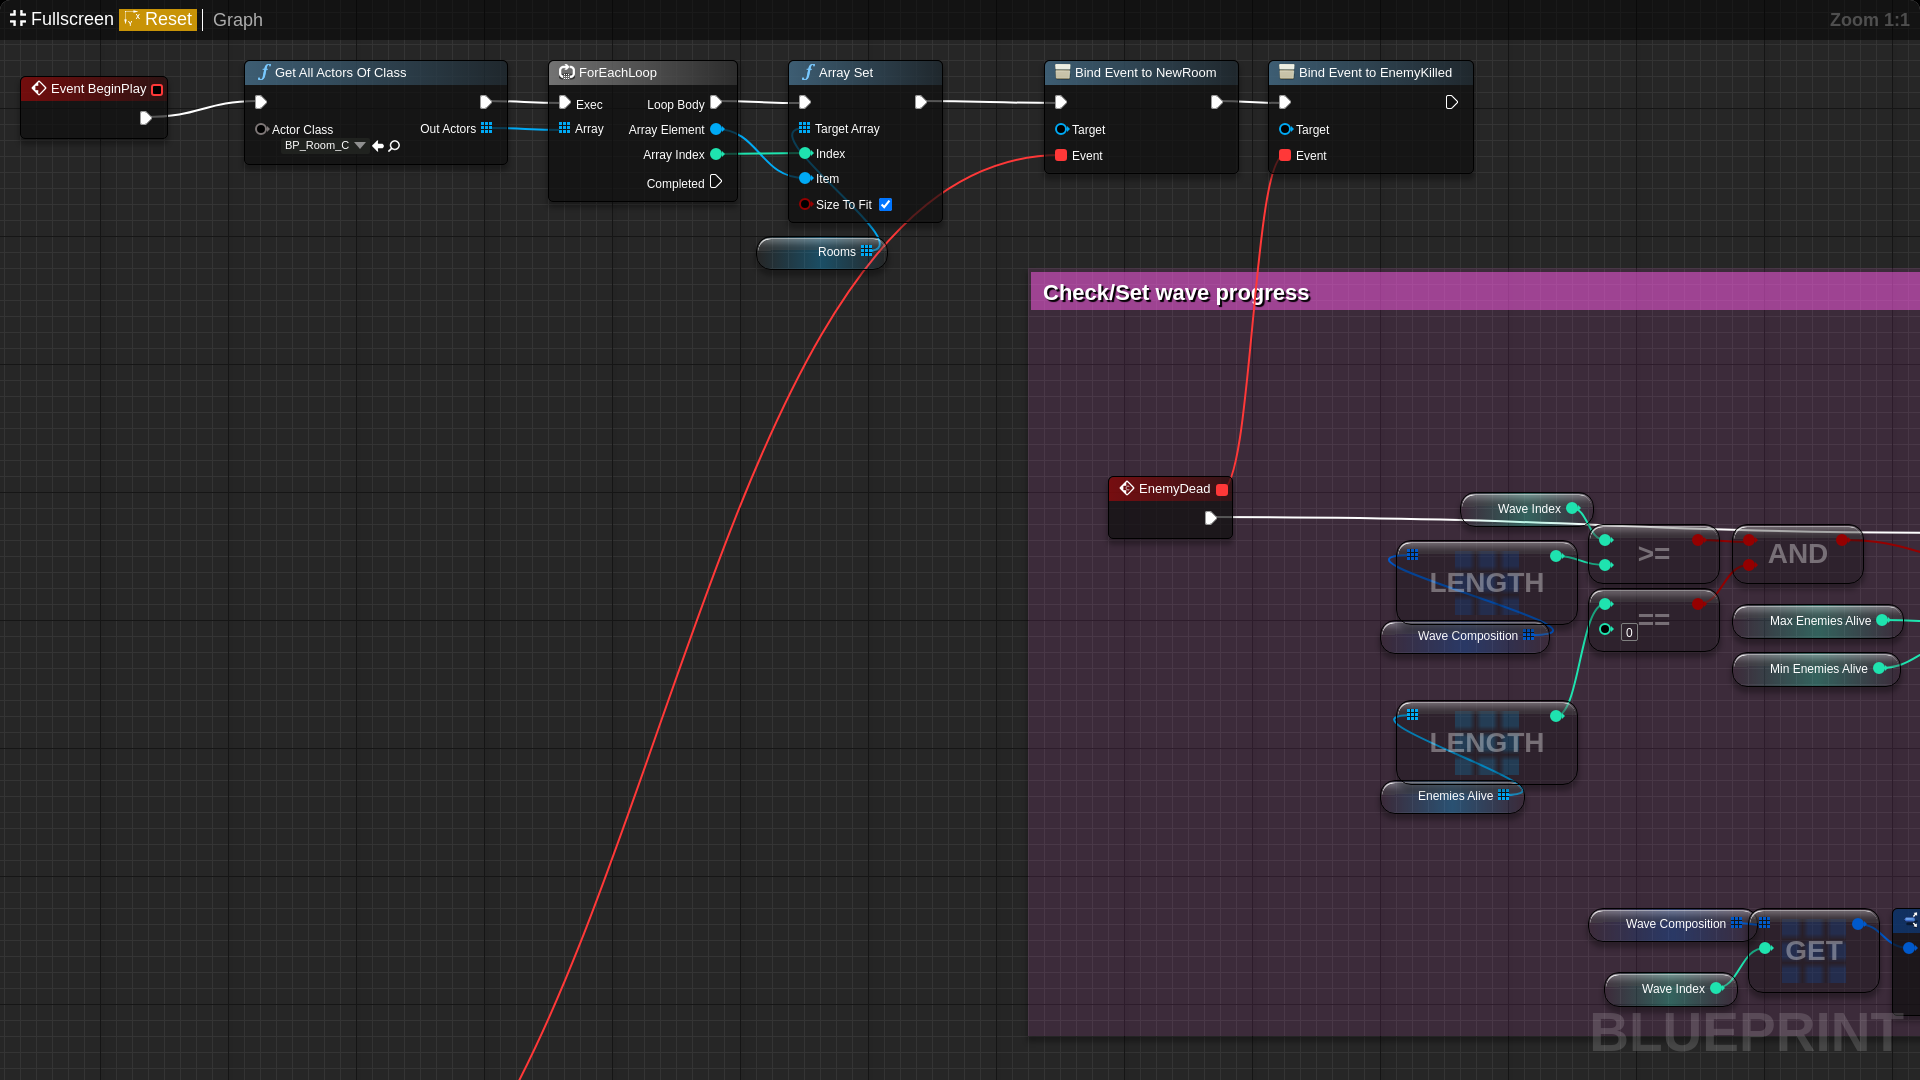 Fullscreen Reset Graph Zoom 1:1
Event BeginPlay
Get All Actors Of Class
Actor Class
BP_Room_C
Out Actors
ForEachLoop
Exec
Array
Loop Body
Array Element
Array Index
Completed
Array Set
Target Array
Index
Item
Size To Fit
Rooms
Bind Event to NewRoom
Target
Event
Bind Event to EnemyKilled
Target
Event
Check/Set wave progress
EnemyDead
Wave Index
LENGTH
Wave Composition
>=
AND
==
0
Max Enemies Alive
Min Enemies Alive
LENGTH
Enemies Alive
Wave Composition
GET
Wave Index
BLUEPRINT